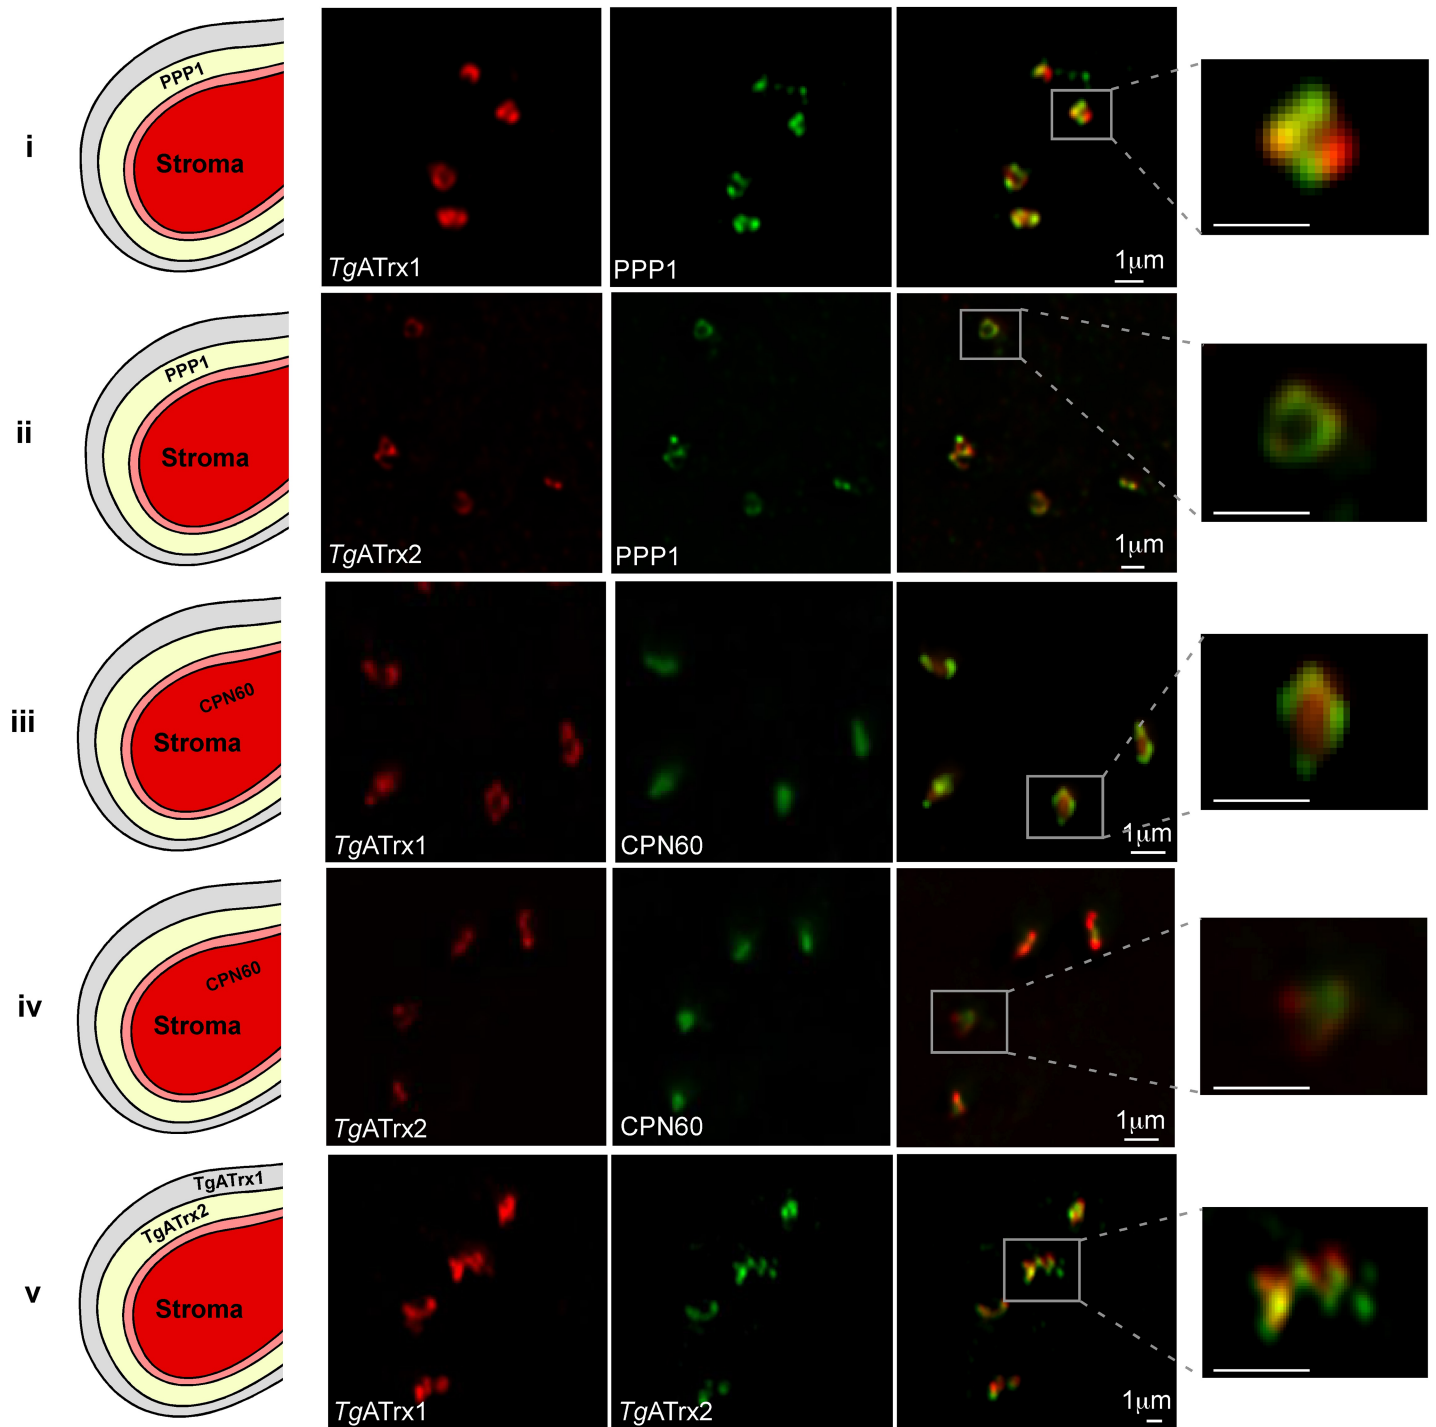 i
PPP1
Stroma
TgATrx1
PPP1
1μm
ii
PPP1
Stroma
TgATrx2
PPP1
1μm
iii
CPN60
Stroma
TgATrx1
CPN60
1μm
iv
CPN60
Stroma
TgATrx2
CPN60
1μm
v
TgATrx1
TgATrx2
Stroma
TgATrx1
TgATrx2
1μm